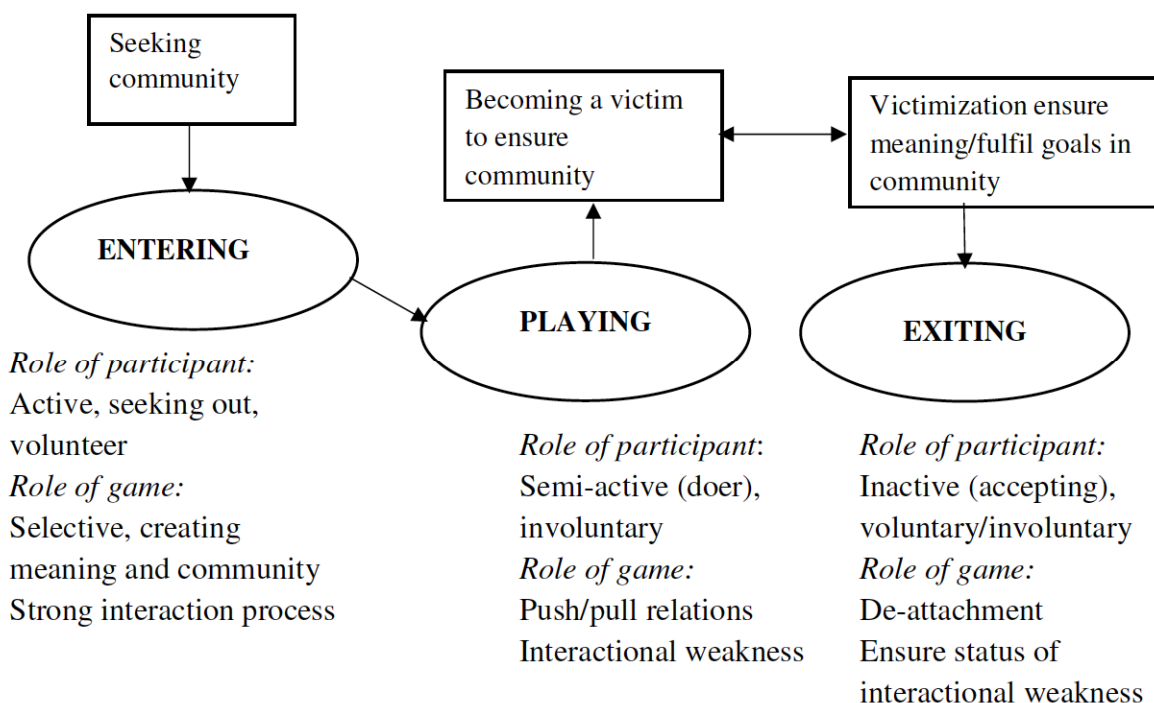 Seeking
community
Becoming a victim
to ensure
community
Victimization ensure
meaning/fulfil goals in
community
ENTERING
PLAYING
EXITING
Role of participant:
Active, seeking out,
volunteer
Role of game:
Selective, creating
meaning and community
Strong interaction process
Role of participant:
Semi-active (doer),
involuntary
Role of game:
Push/pull relations
Interactional weakness
Role of participant:
Inactive (accepting),
voluntary/involuntary
Role of game:
De-attachment
Ensure status of
interactional weakness